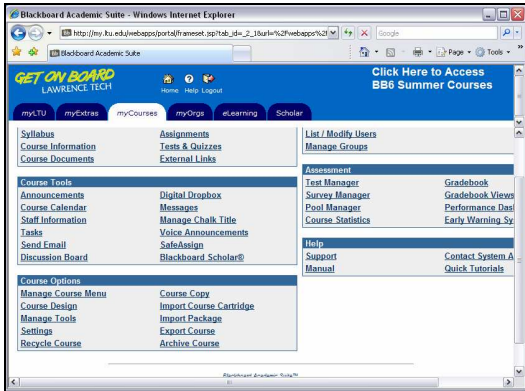 Blackboard Academic Suite - Windows Internet Explorer
http://my.ltu.edu/webapps/portal/frameset.jsp?tab_id=_2_1&url=%2Fwebapps%2f
Google
Blackboard Academic Suite
Page
Tools
GET ON BOARD
LAWRENCE TECH
Home Help Logout
Click Here to Access
BB6 Summer Courses
myLTU myExtras myCourses myOrgs eLearning Scholar
Syllabus Assignments
Course Information Tests & Quizzes
Course Documents External Links
List / Modify Users
Manage Groups
Course Tools
Announcements Digital Dropbox
Course Calendar Messages
Staff Information Manage Chalk Title
Tasks Voice Announcements
Send Email SafeAssign
Discussion Board Blackboard Scholar®
Assessment
Test Manager Gradebook
Survey Manager Gradebook Views
Pool Manager Performance Das
Course Statistics Early Warning Sy
Help
Support Contact System A
Manual Quick Tutorials
Course Options
Manage Course Menu Course Copy
Course Design Import Course Cartridge
Manage Tools Import Package
Settings Export Course
Recycle Course Archive Course
Blackboard Academic Suite™